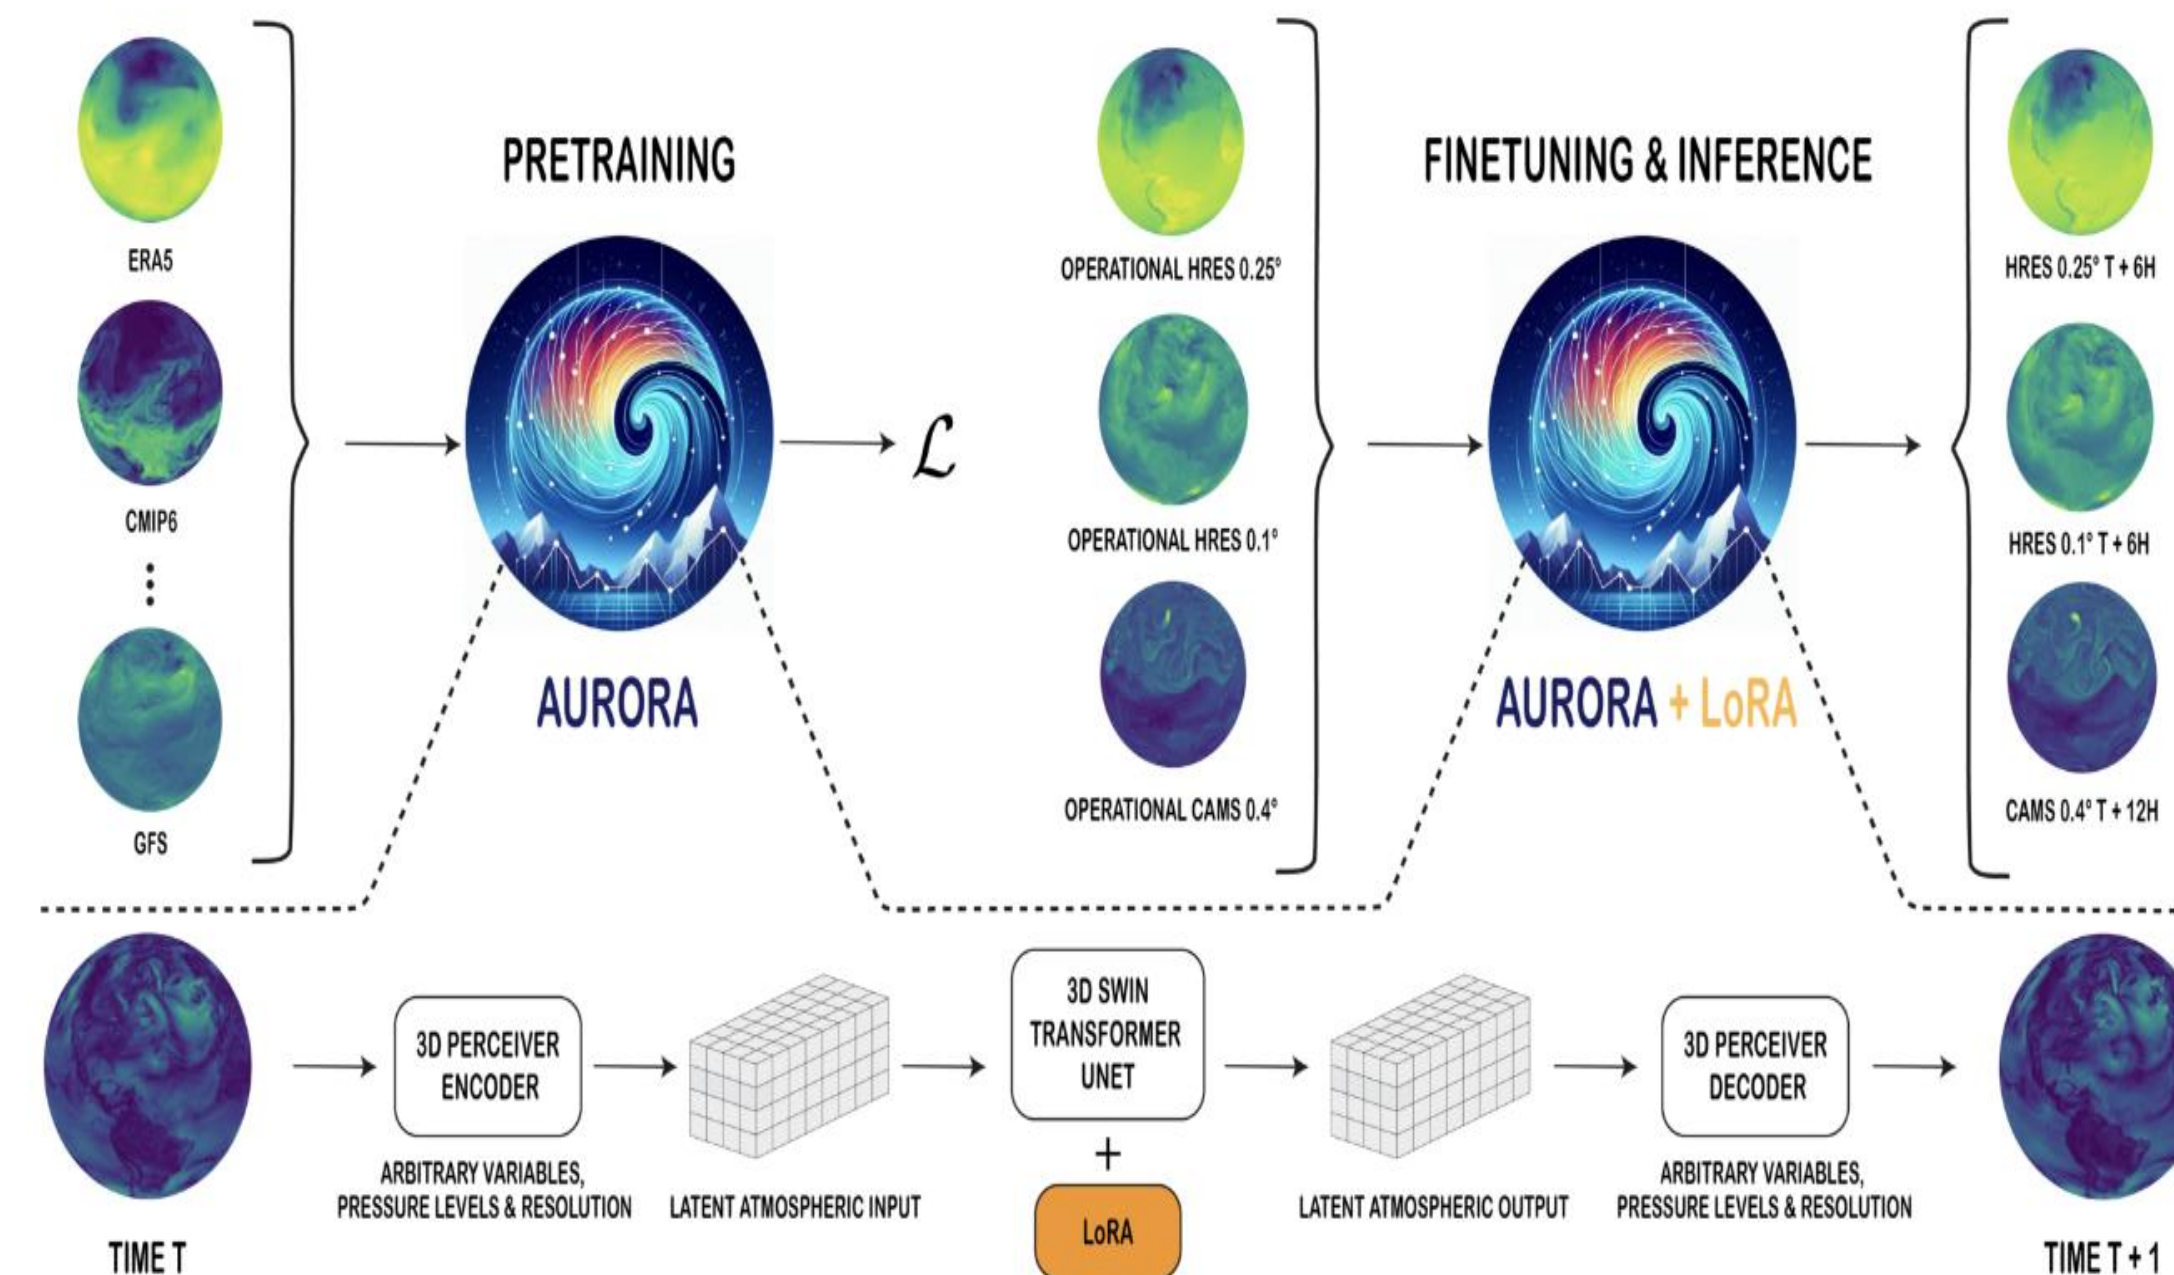 PRETRAINING
FINETUNING & INFERENCE
ERA5
OPERATIONAL HRES 0.25°
HRES 0.25° T + 6H
ℒ
CMIP6
OPERATIONAL HRES 0.1°
HRES 0.1° T + 6H
AURORA
AURORA + LoRA
GFS
OPERATIONAL CAMS 0.4°
CAMS 0.4° T + 12H
3D PERCEIVER
ENCODER
3D SWIN
TRANSFORMER
UNET
3D PERCEIVER
DECODER
ARBITRARY VARIABLES,
PRESSURE LEVELS & RESOLUTION
LATENT ATMOSPHERIC INPUT
+
LoRA
LATENT ATMOSPHERIC OUTPUT
ARBITRARY VARIABLES,
PRESSURE LEVELS & RESOLUTION
TIME T
TIME T + 1